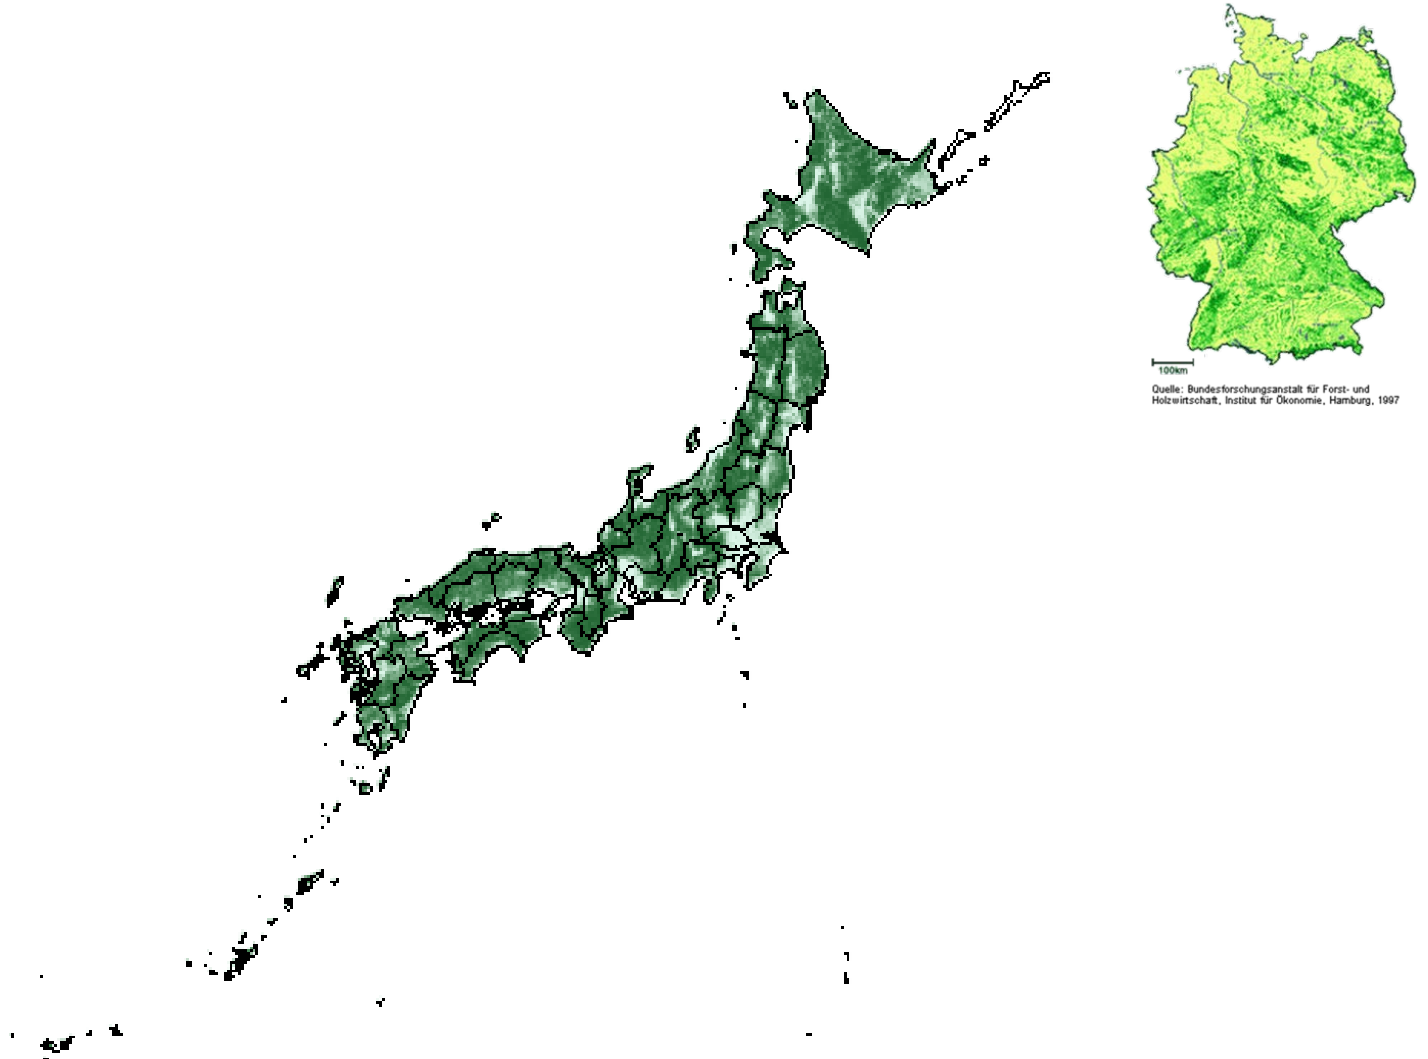 100km
Quelle: Bundesforschungsanstalt für Forst- und
Holzwirtschaft, Institut für Ökonomie, Hamburg, 1997